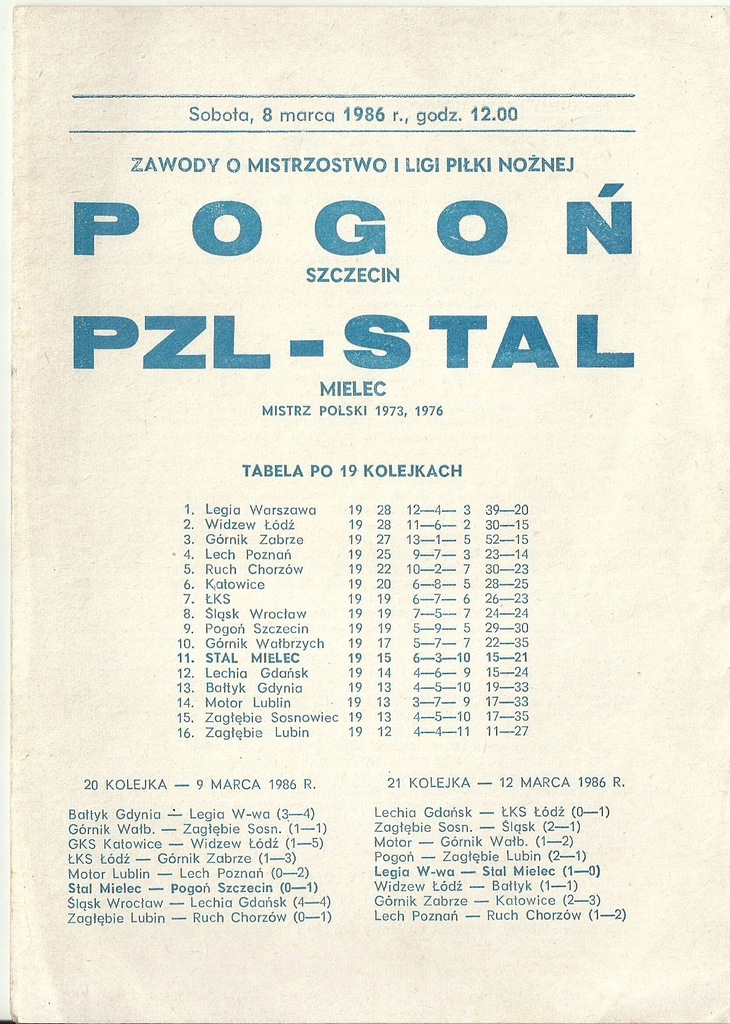 Sobota, 8 marca 1986 r., godz. 12.00
ZAWODY O MISTRZOSTWO I LIGI PIŁKI NOŻNEJ
POGOŃ
SZCZECIN
PZL-STAL
MIELEC
MISTRZ POLSKI 1973, 1976
TABELA PO 19 KOLEJKACH
1. Legia Warszawa 19 28 12—4— 3 39—20
2. Widzew Łódź 19 28 11—6— 2 30—15
3. Górnik Zabrze 19 27 13—1— 5 52—15
4. Lech Poznań 19 25 9—7— 3 23—14
5. Ruch Chorzów 19 22 10—2— 7 30—23
6. Katowice 19 20 6—8— 5 28—25
7. ŁKS 19 19 6—7— 6 26—23
8. Śląsk Wrocław 19 19 7—5— 7 24—24
9. Pogoń Szczecin 19 19 5—9— 5 29—30
10. Górnik Wałbrzych 19 17 5—7— 7 22—35
11. STAL MIELEC 19 15 6—3—10 15—21
12. Lechia Gdańsk 19 14 4—6— 9 15—24
13. Bałtyk Gdynia 19 13 4—5—10 19—33
14. Motor Lublin 19 13 3—7— 9 17—33
15. Zagłębie Sosnowiec 19 13 4—5—10 17—35
16. Zagłębie Lubin 19 12 4—4—11 11—27
20 KOLEJKA — 9 MARCA 1986 R.
Bałtyk Gdynia — Legia W-wa (3—4)
Górnik Wałb. — Zagłębie Sosn. (1—1)
GKS Katowice — Widzew Łódź (1—5)
ŁKS Łódź — Górnik Zabrze (1—3)
Motor Lublin — Lech Poznań (0—2)
Stal Mielec — Pogoń Szczecin (0—1)
Śląsk Wrocław — Lechia Gdańsk (4—4)
Zagłębie Lubin — Ruch Chorzów (0—1)
21 KOLEJKA — 12 MARCA 1986 R.
Lechia Gdańsk — ŁKS Łódź (0—1)
Zagłębie Sosn. — Śląsk (2—1)
Motor — Górnik Wałb. (1—2)
Pogoń — Zagłębie Lubin (2—1)
Legia W-wa — Stal Mielec (1—0)
Widzew Łódź — Bałtyk (1—1)
Górnik Zabrze — Katowice (2—3)
Lech Poznań — Ruch Chorzów (1—2)